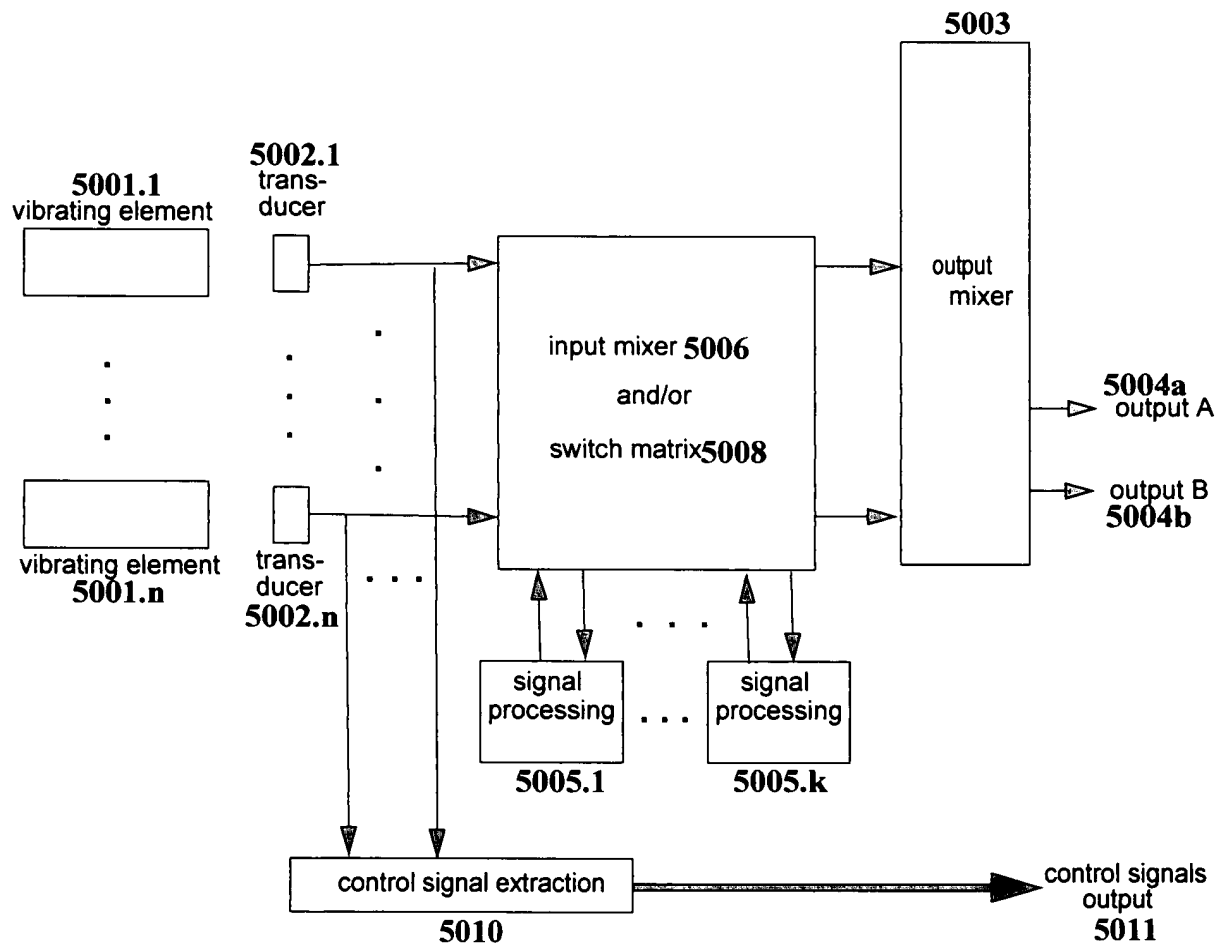 5003
5002.1
trans-
ducer
5001.1
vibrating element
output
mixer
input mixer 5006
and/or
switch matrix5008
5004a
output A
output B
5004b
vibrating element
5001.n
trans-
ducer
5002.n
signal
processing
5005.1
signal
processing
5005.k
control signal extraction
5010
control signals
output
5011